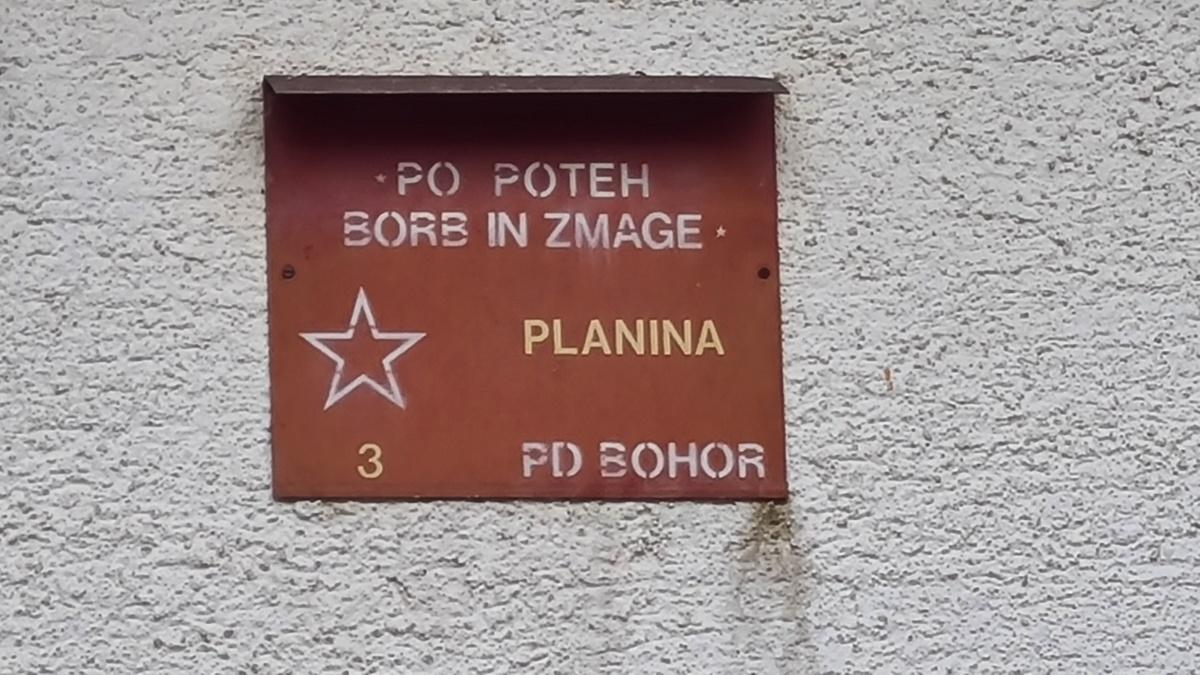 PO POTEH
BORB IN ZMAGE
PLANINA
3 PD BOHOR